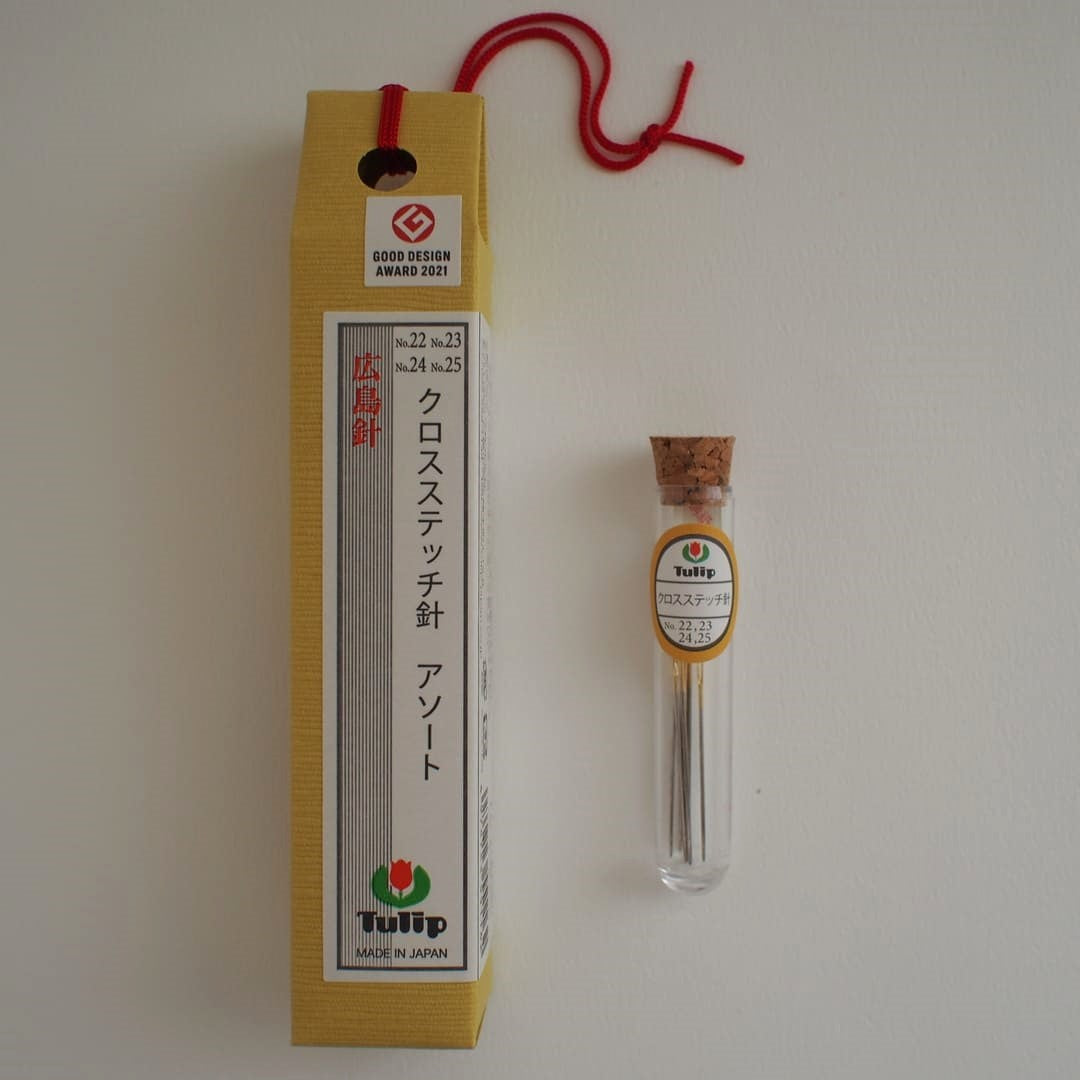 GOOD DESIGN
AWARD 2021
No.22 No.23
No.24 No.25
広島針
クロスステッチ針 アソート
Tulip
MADE IN JAPAN
Tulip
クロスステッチ針
No. 22,23
24,25